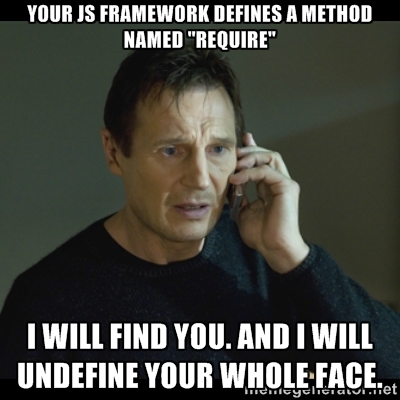 YOUR JS FRAMEWORK DEFINES A METHOD
NAMED "REQUIRE"
I WILL FIND YOU. AND I WILL
UNDEFINE YOUR WHOLE FACE.
memegenerator.net